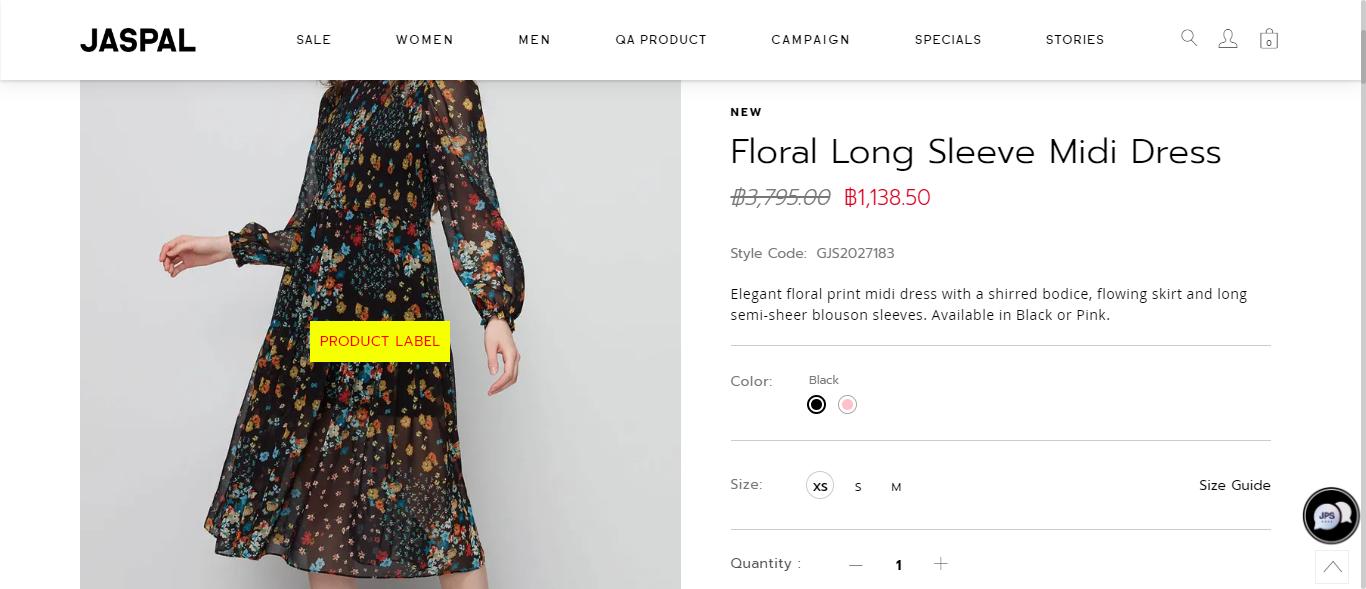 JASPAL
SALE WOMEN MEN QA PRODUCT CAMPAIGN SPECIALS STORIES
0
NEW
Floral Long Sleeve Midi Dress
฿3,795.00 ฿1,138.50
Style Code: GJS2027183
Elegant floral print midi dress with a shirred bodice, flowing skirt and long
semi-sheer blouson sleeves. Available in Black or Pink.
PRODUCT LABEL
Color: Black
Size: XS S M Size Guide
JPS
Quantity : — 1 +